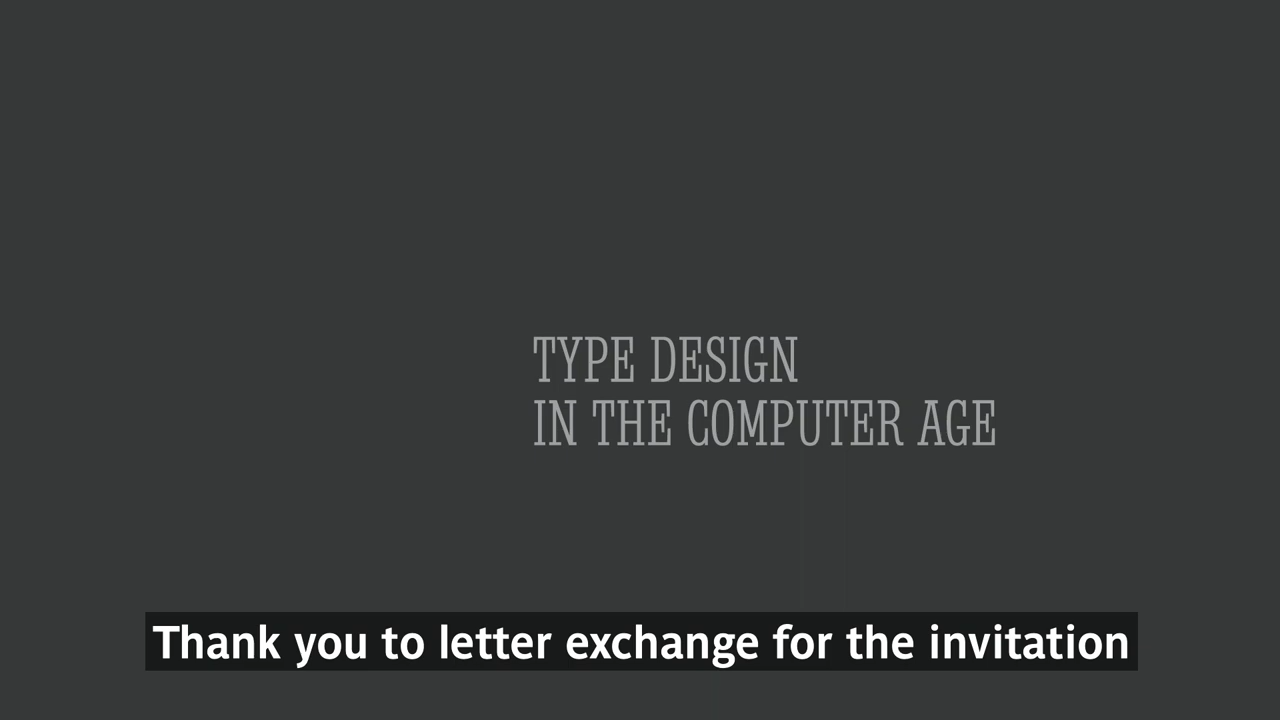 TYPE DESIGN
IN THE COMPUTER AGE
Thank you to letter exchange for the invitation